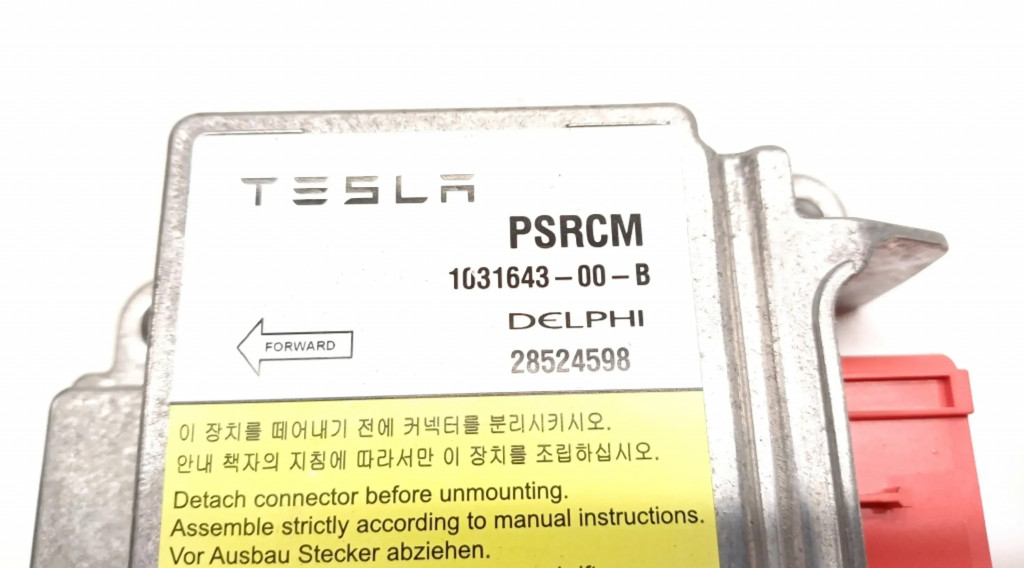 TESLA
PSRCM
1031643-00-B
DELPHI
FORWARD
28524598
이 장치를 떼어내기 전에 커넥터를 분리시키시오.
안내 책자의 지침에 따라서만 이 장치를 조립하십시오.
Detach connector before unmounting.
Assemble strictly according to manual instructions.
Vor Ausbau Stecker abziehen.